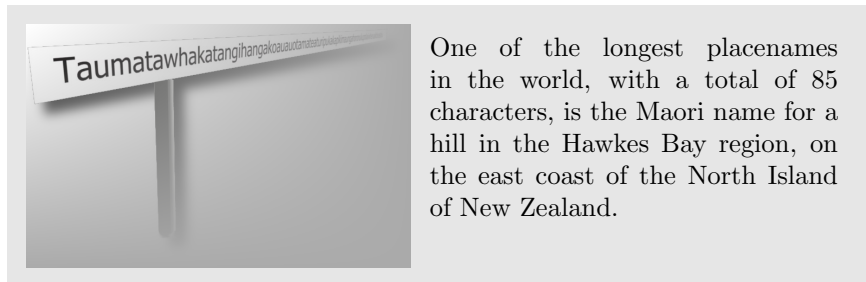 Taumatawhakatangihangakoauauotamateaturipukakapikimaungahoronukupokaiwhenuakitanatahu
One of the longest placenames
in the world, with a total of 85
characters, is the Maori name for a
hill in the Hawkes Bay region, on
the east coast of the North Island
of New Zealand.